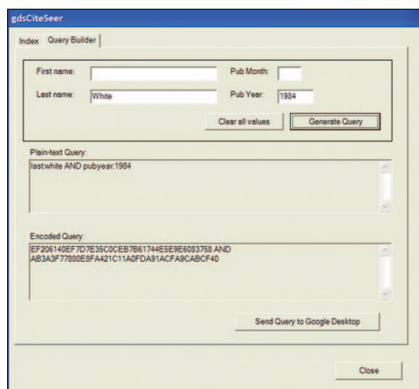 gdsCiteSeer
Index Query Builder
First name: Pub Month:
Last name: White Pub Year: 1984
Clear all values Generate Query
Plain-text Query:
last:white AND pubyear:1984
Encoded Query:
EF206140EF7D7E35C0CEB7B61744E5E9E6083758 AND
AB3A3F77880E8FA421C11A0FDA91ACFA9CABCF40
Send Query to Google Desktop
Close